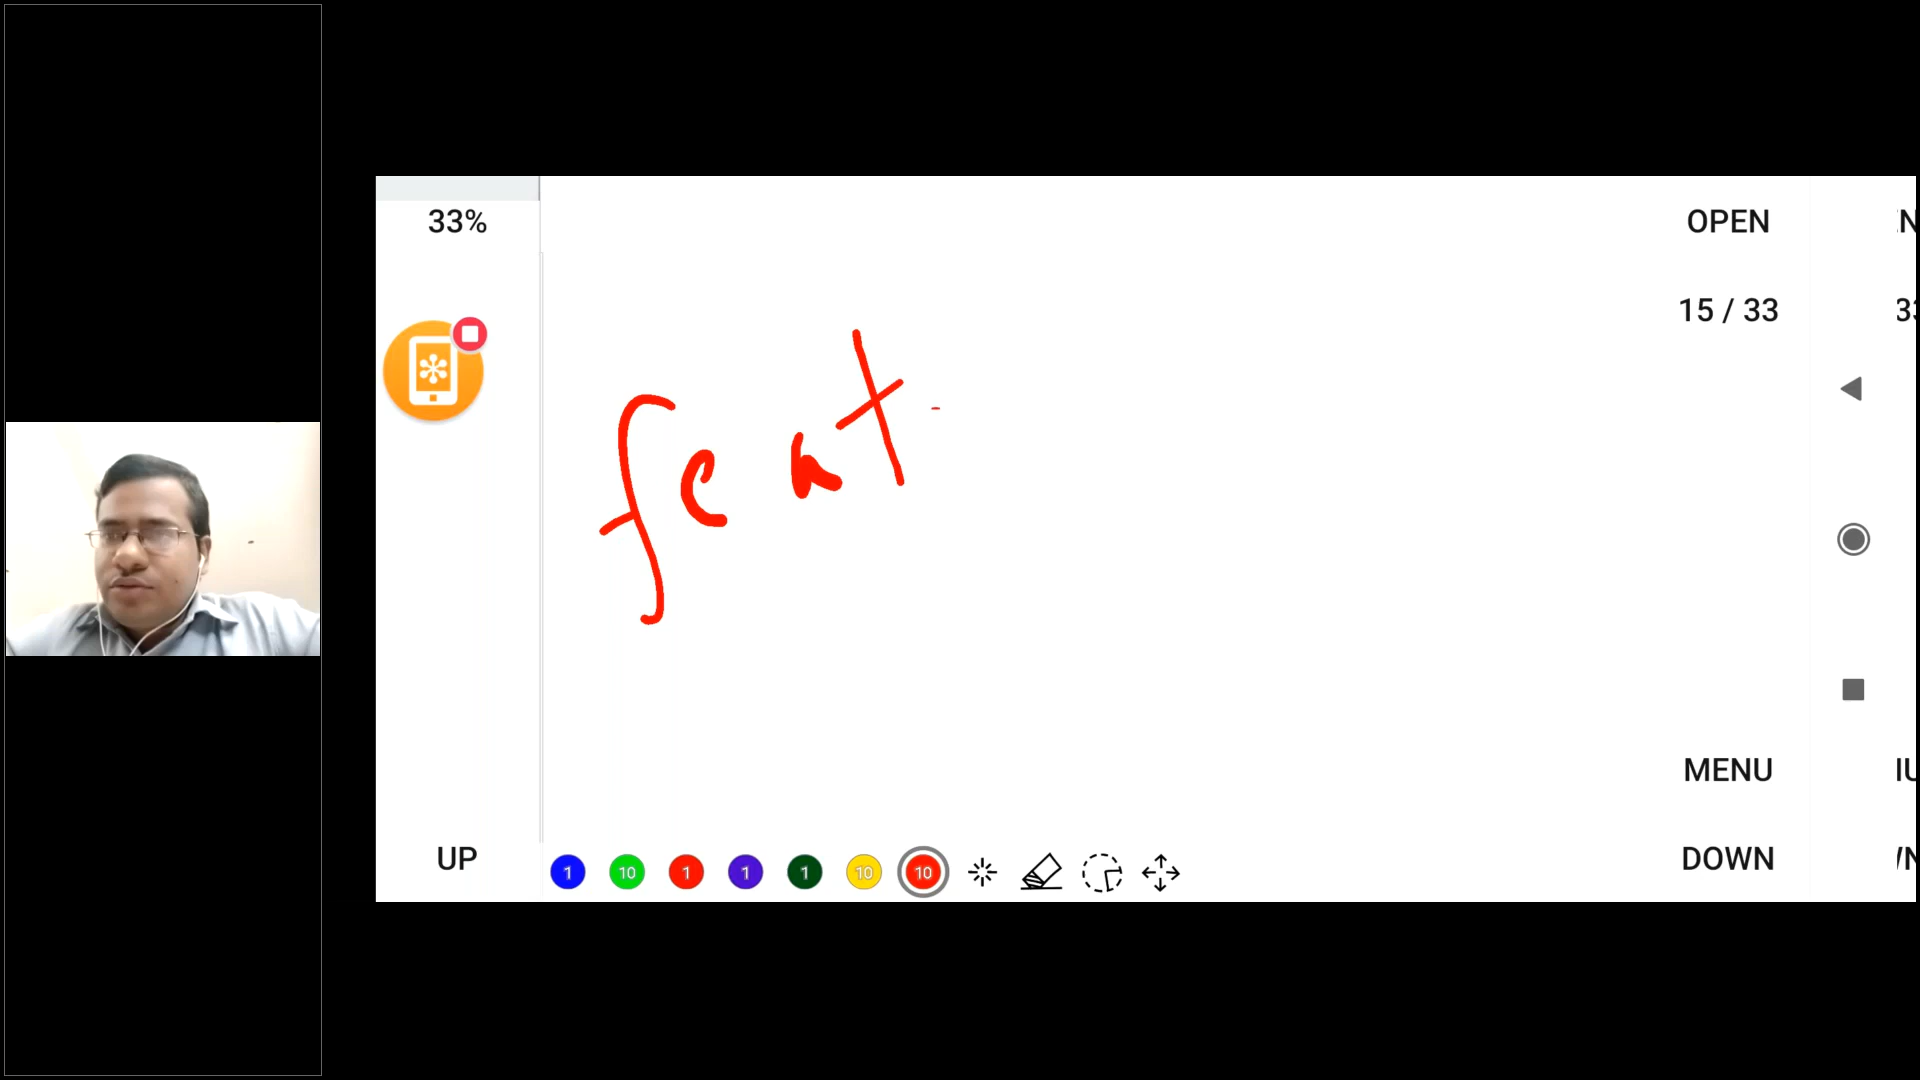 33%
OPEN
15 / 33
feat
MENU
UP
1 10 1 1 1 10 10
DOWN